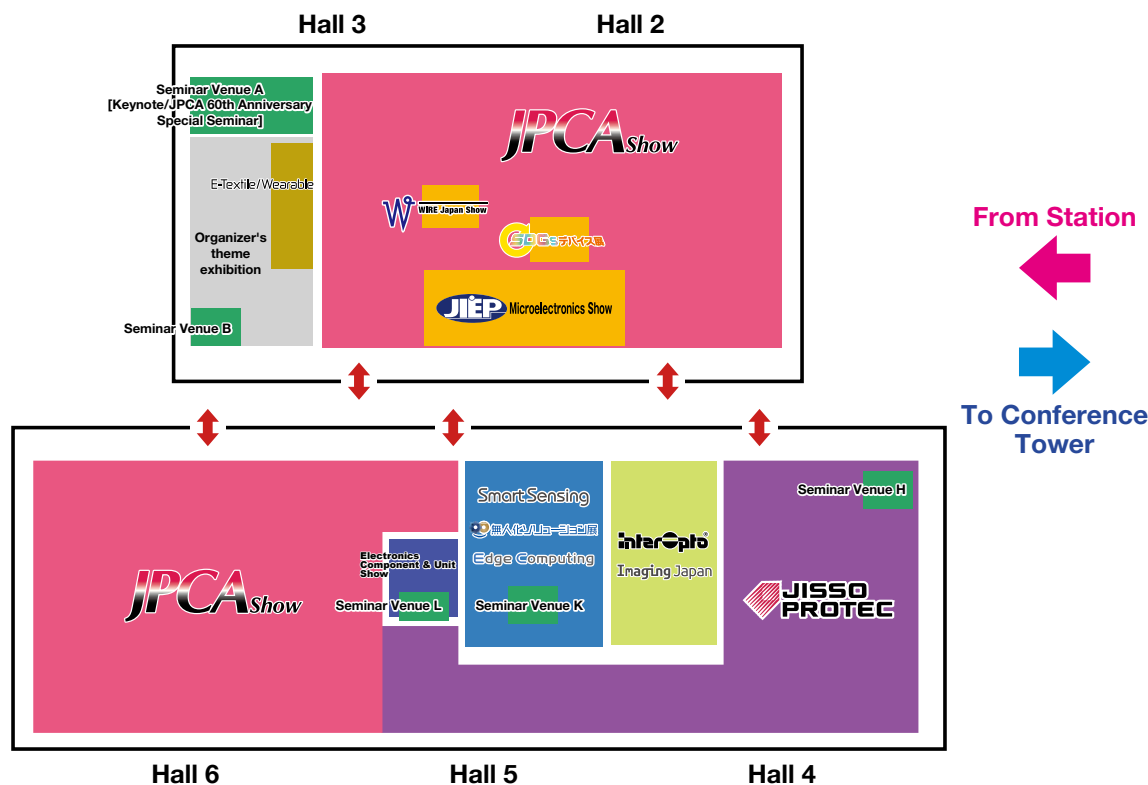 Hall 3
Hall 2
Seminar Venue A
[Keynote/JPCA 60th Anniversary
Special Seminar]
JPCA Show
E-Textile/Wearable
WIRE Japan Show
SDGsデバイス展
Organizer's
theme
exhibition
JIEP Microelectronics Show
Seminar Venue B
From Station
To Conference
Tower
JPCA Show
Electronics
Component & Unit
Show
Seminar Venue L
Smart Sensing
無人化ソリューション展
Edge Computing
Seminar Venue K
interOpto®
Imaging Japan
Seminar Venue H
JISSO
PROTEC
Hall 6
Hall 5
Hall 4